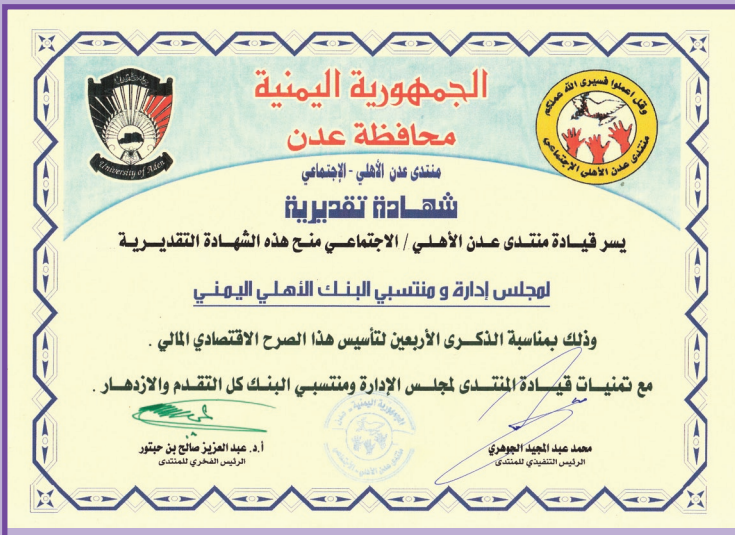 الجمهورية اليمنية
محافظة عدن
منتدى عدن الأهلي - الإجتماعي
شهادة تقديرية
University of Aden
وقل اعملوا فسيرى الله عملكم
منتدى عدن الأهلي الإجتماعي
يسر قيادة منتدى عدن الأهلي / الاجتماعي منح هذه الشهادة التقديرية
لمجلس إدارة و منتسبي البنك الأهلي اليمني
وذلك بمناسبة الذكرى الأربعين لتأسيس هذا الصرح الاقتصادي المالي .
مع تمنيات قيادة المنتدى لمجلس الإدارة ومنتسبي البنك كل التقدم والازدهار .
محمد عبد المجيد الجوهري
الرئيس التنفيذي للمنتدى
أ.د. عبد العزيز صالح بن حبتور
الرئيس الفخري للمنتدى